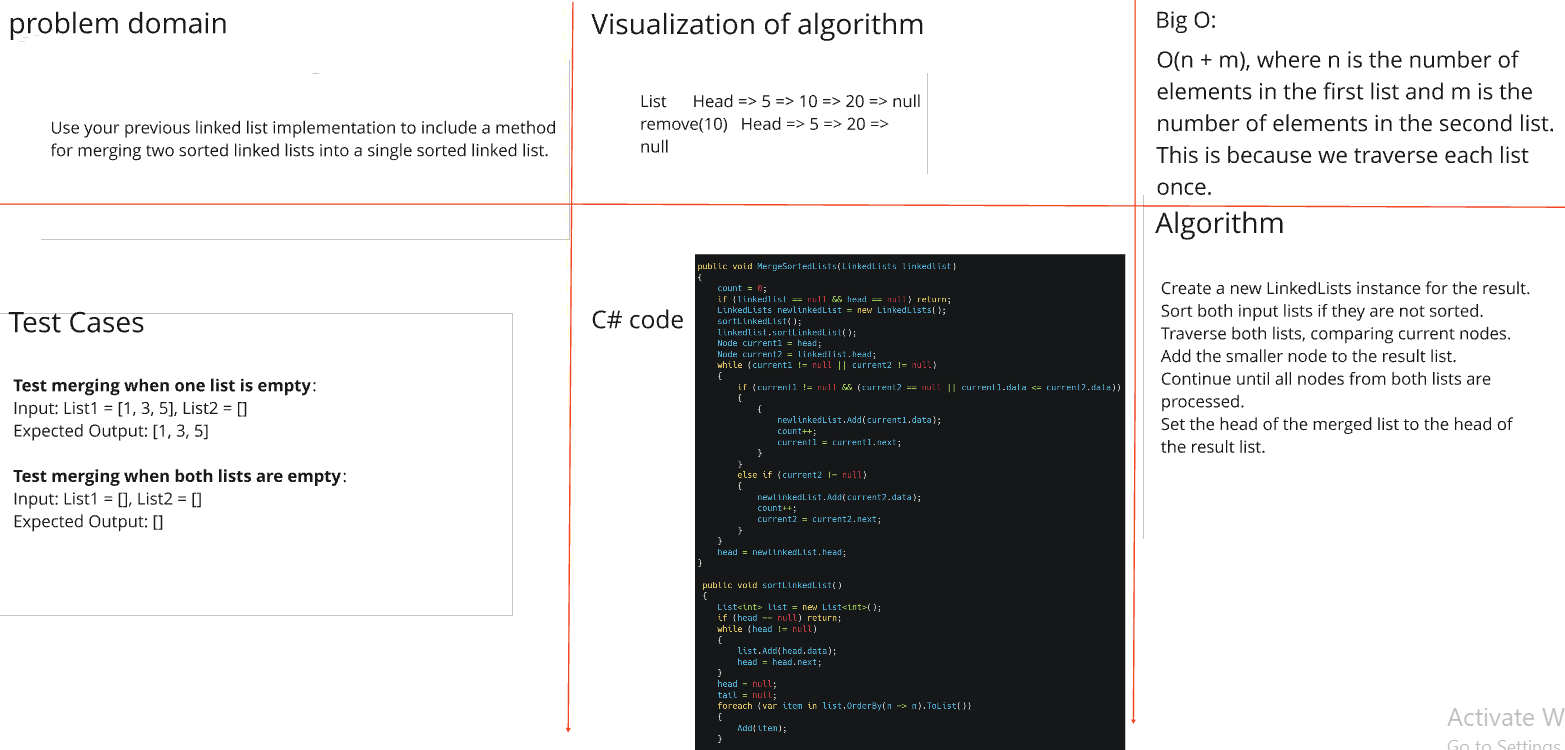 problem domain
Use your previous linked list implementation to include a method
for merging two sorted linked lists into a single sorted linked list.
Visualization of algorithm
List Head => 5 => 10 => 20 => null
remove(10) Head => 5 => 20 =>
null
Big O:
O(n + m), where n is the number of
elements in the first list and m is the
number of elements in the second list.
This is because we traverse each list
once.
Test Cases
Test merging when one list is empty:
Input: List1 = [1, 3, 5], List2 = []
Expected Output: [1, 3, 5]
Test merging when both lists are empty:
Input: List1 = [], List2 = []
Expected Output: []
C# code
public void MergeSortedLists(LinkedLists linkedlist)
{
count = 0;
if (linkedlist == null && head == null) return;
LinkedLists newlinkedList = new LinkedLists();
sortLinkedList();
linkedlist.sortLinkedList();
Node current1 = head;
Node current2 = linkedlist.head;
while (current1 != null || current2 != null)
{
if (current1 != null && (current2 == null || current1.data <= current2.data))
{
{
newlinkedList.Add(current1.data);
count++;
current1 = current1.next;
}
}
else if (current2 != null)
{
newlinkedList.Add(current2.data);
count++;
current2 = current2.next;
}
}
head = newlinkedList.head;
}
public void sortLinkedList()
{
List<int> list = new List<int>();
if (head == null) return;
while (head != null)
{
list.Add(head.data);
head = head.next;
}
head = null;
tail = null;
foreach (var item in list.OrderBy(n => n).ToList())
{
Add(item);
}
Algorithm
Create a new LinkedLists instance for the result.
Sort both input lists if they are not sorted.
Traverse both lists, comparing current nodes.
Add the smaller node to the result list.
Continue until all nodes from both lists are
processed.
Set the head of the merged list to the head of
the result list.
Activate W
Go to Settings